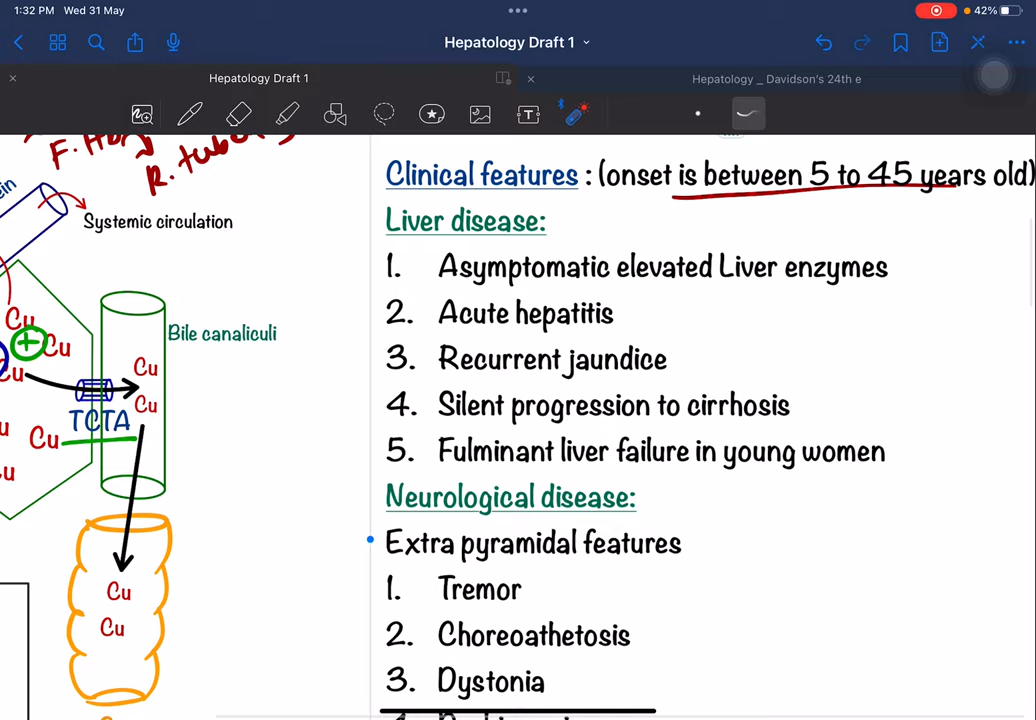 1:32 PM Wed 31 May
42%
Hepatology Draft 1
Hepatology Draft 1
Hepatology _ Davidson's 24th e
R. tube
Systemic circulation
Cu
Cu
Cu
Cu
Cu
TCTA
Cu
Bile canaliculi
Cu
Cu
Clinical features : (onset is between 5 to 45 years old)
Liver disease:
1. Asymptomatic elevated Liver enzymes
2. Acute hepatitis
3. Recurrent jaundice
4. Silent progression to cirrhosis
5. Fulminant liver failure in young women
Neurological disease:
Extra pyramidal features
1. Tremor
2. Choreoathetosis
3. Dystonia